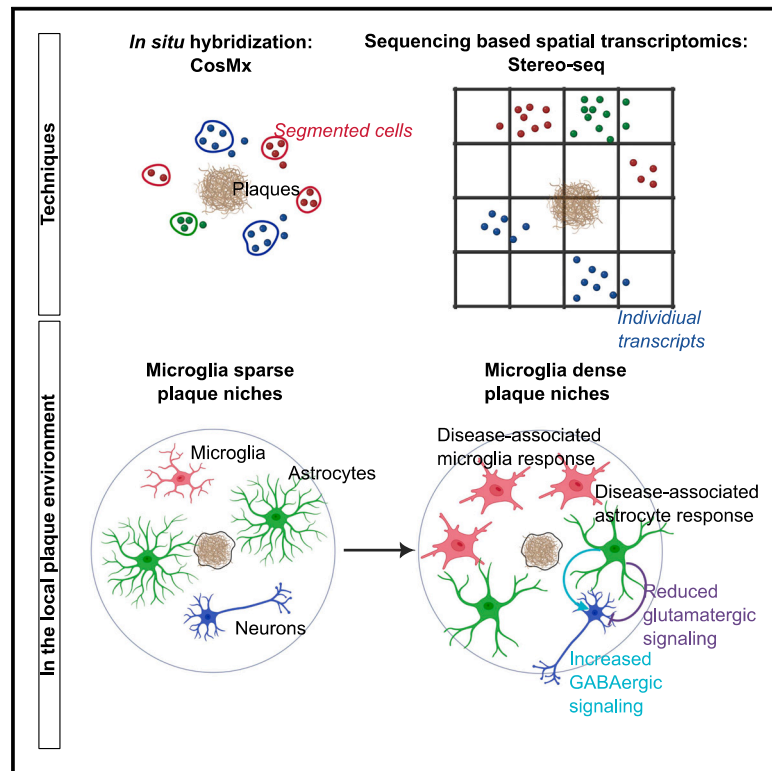 Techniques
In situ hybridization:
CosMx
Segmented cells
Plaques
Sequencing based spatial transcriptomics:
Stereo-seq
Individiual
transcripts
In the local plaque environment
Microglia sparse
plaque niches
Microglia
Astrocytes
Neurons
Microglia dense
plaque niches
Disease-associated
microglia response
Disease-associated
astrocyte response
Reduced
glutamatergic
signaling
Increased
GABAergic
signaling